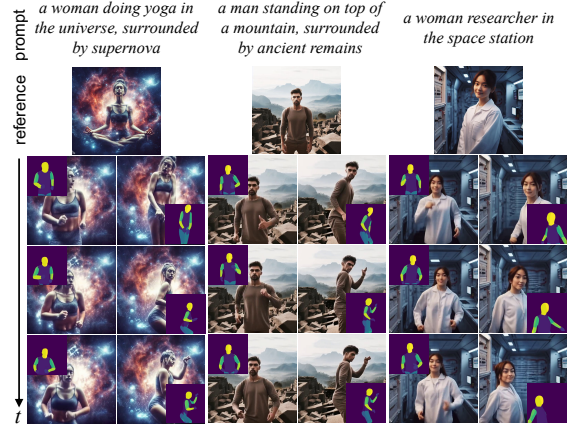 prompt
a woman doing yoga in
the universe, surrounded
by supernova
a man standing on top of
a mountain, surrounded
by ancient remains
a woman researcher in
the space station
reference
t